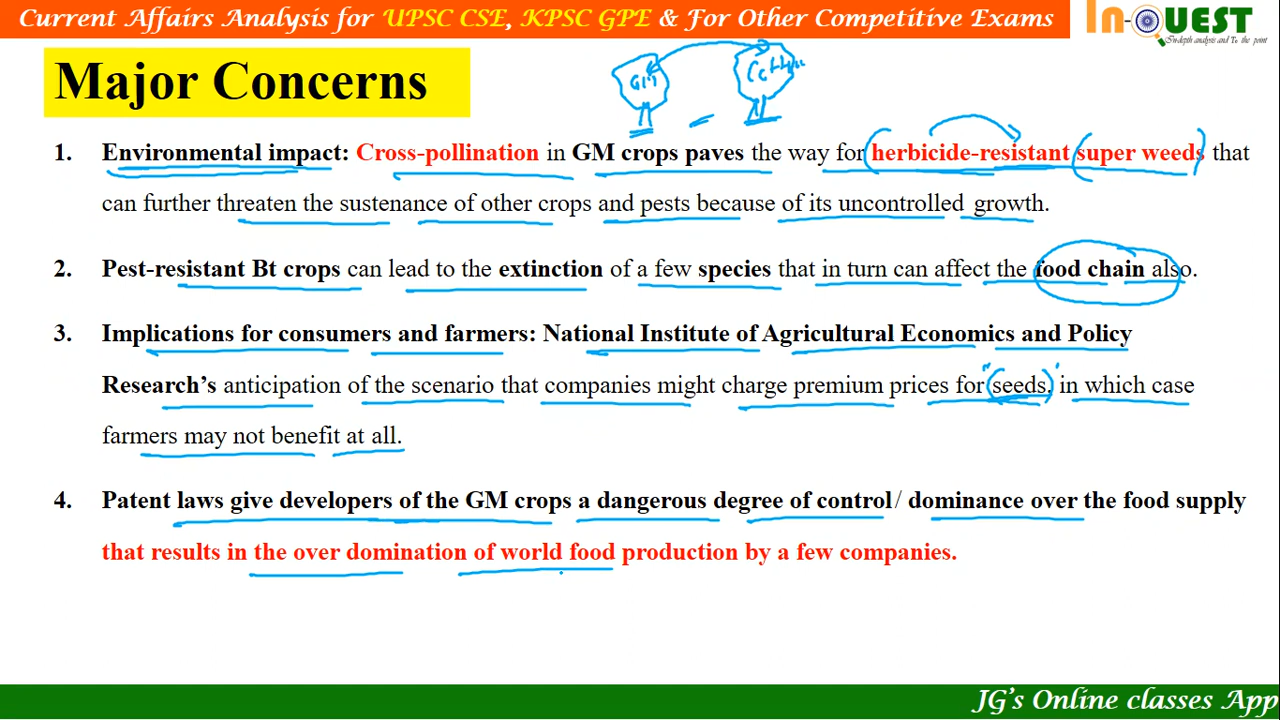 Current Affairs Analysis for UPSC CSE, KPSC GPE & For Other Competitive Exams
In-QUEST
In-depth analysis and To the point
Major Concerns
GM
1. Environmental impact: Cross-pollination in GM crops paves the way for herbicide-resistant super weeds that
can further threaten the sustenance of other crops and pests because of its uncontrolled growth.
2. Pest-resistant Bt crops can lead to the extinction of a few species that in turn can affect the food chain also.
3. Implications for consumers and farmers: National Institute of Agricultural Economics and Policy
Research's anticipation of the scenario that companies might charge premium prices for seeds, in which case
farmers may not benefit at all.
4. Patent laws give developers of the GM crops a dangerous degree of control/ dominance over the food supply
that results in the over domination of world food production by a few companies.
JG's Online classes App